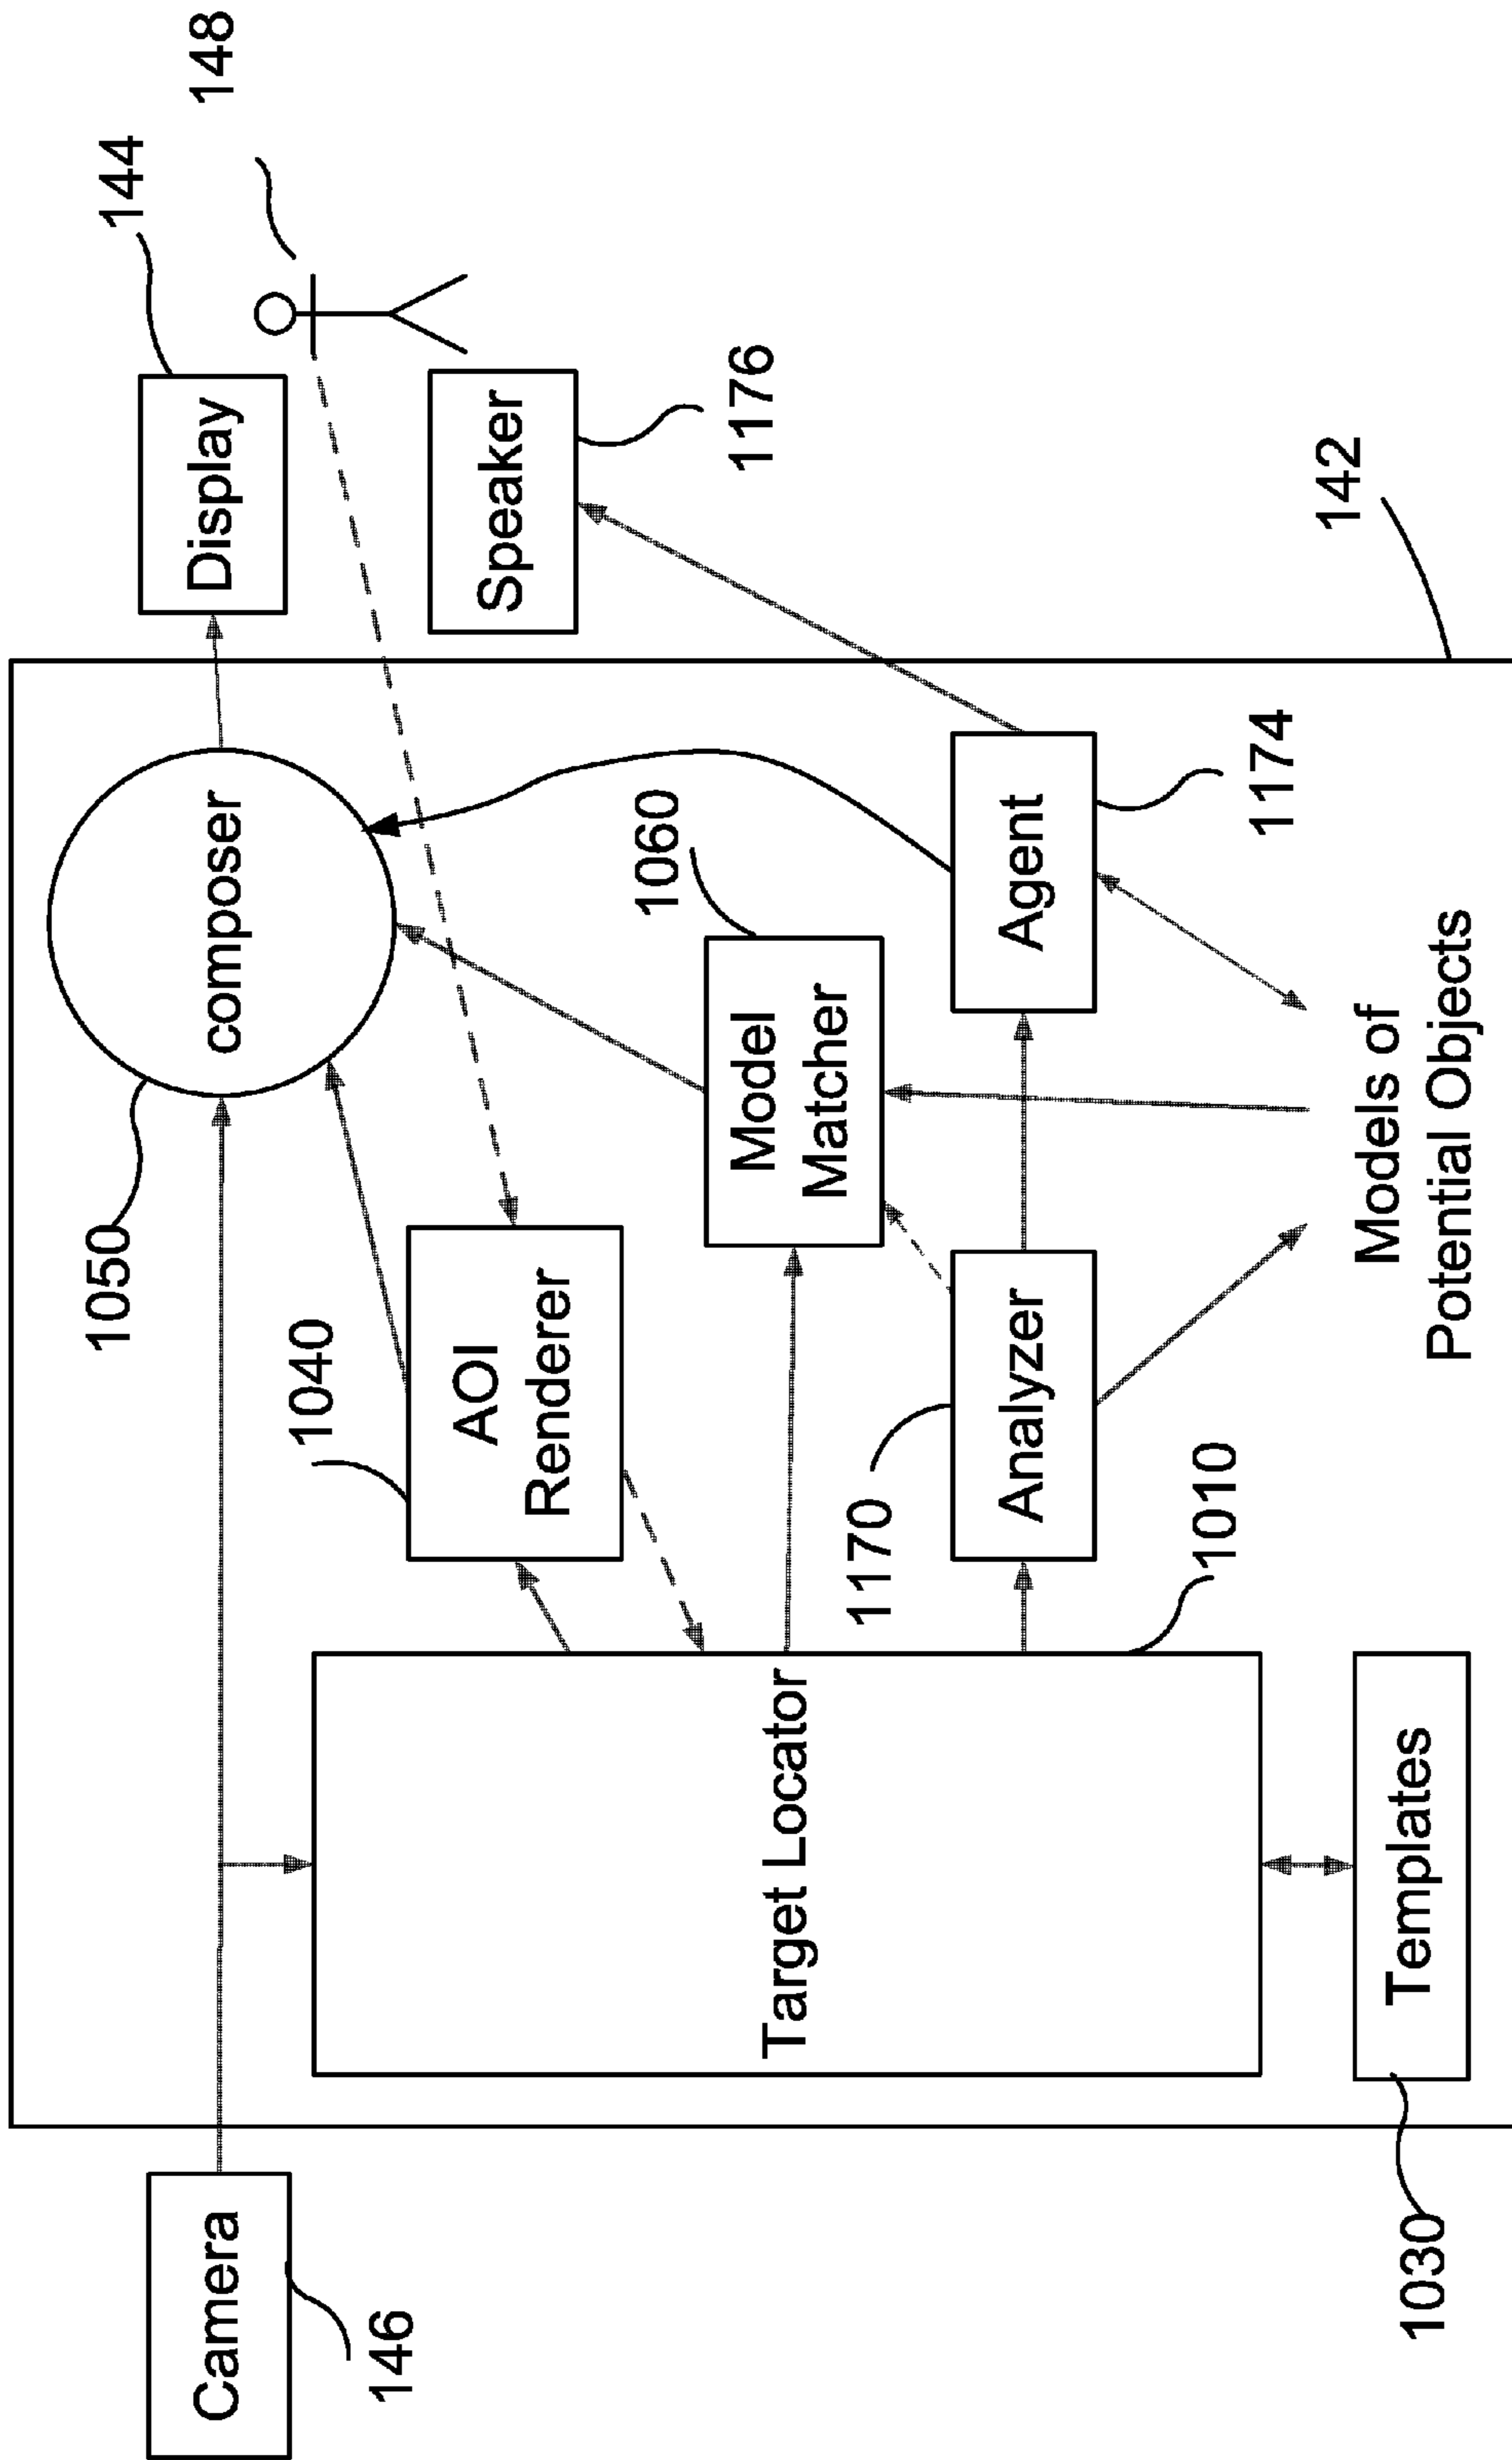 Camera
146
1050
composer
Display
144
148
1040
AOI
Renderer
Speaker
1176
Target Locator
Model
Matcher
1060
1170
Analyzer
1010
Agent
1174
142
Templates
1030
Models of
Potential Objects